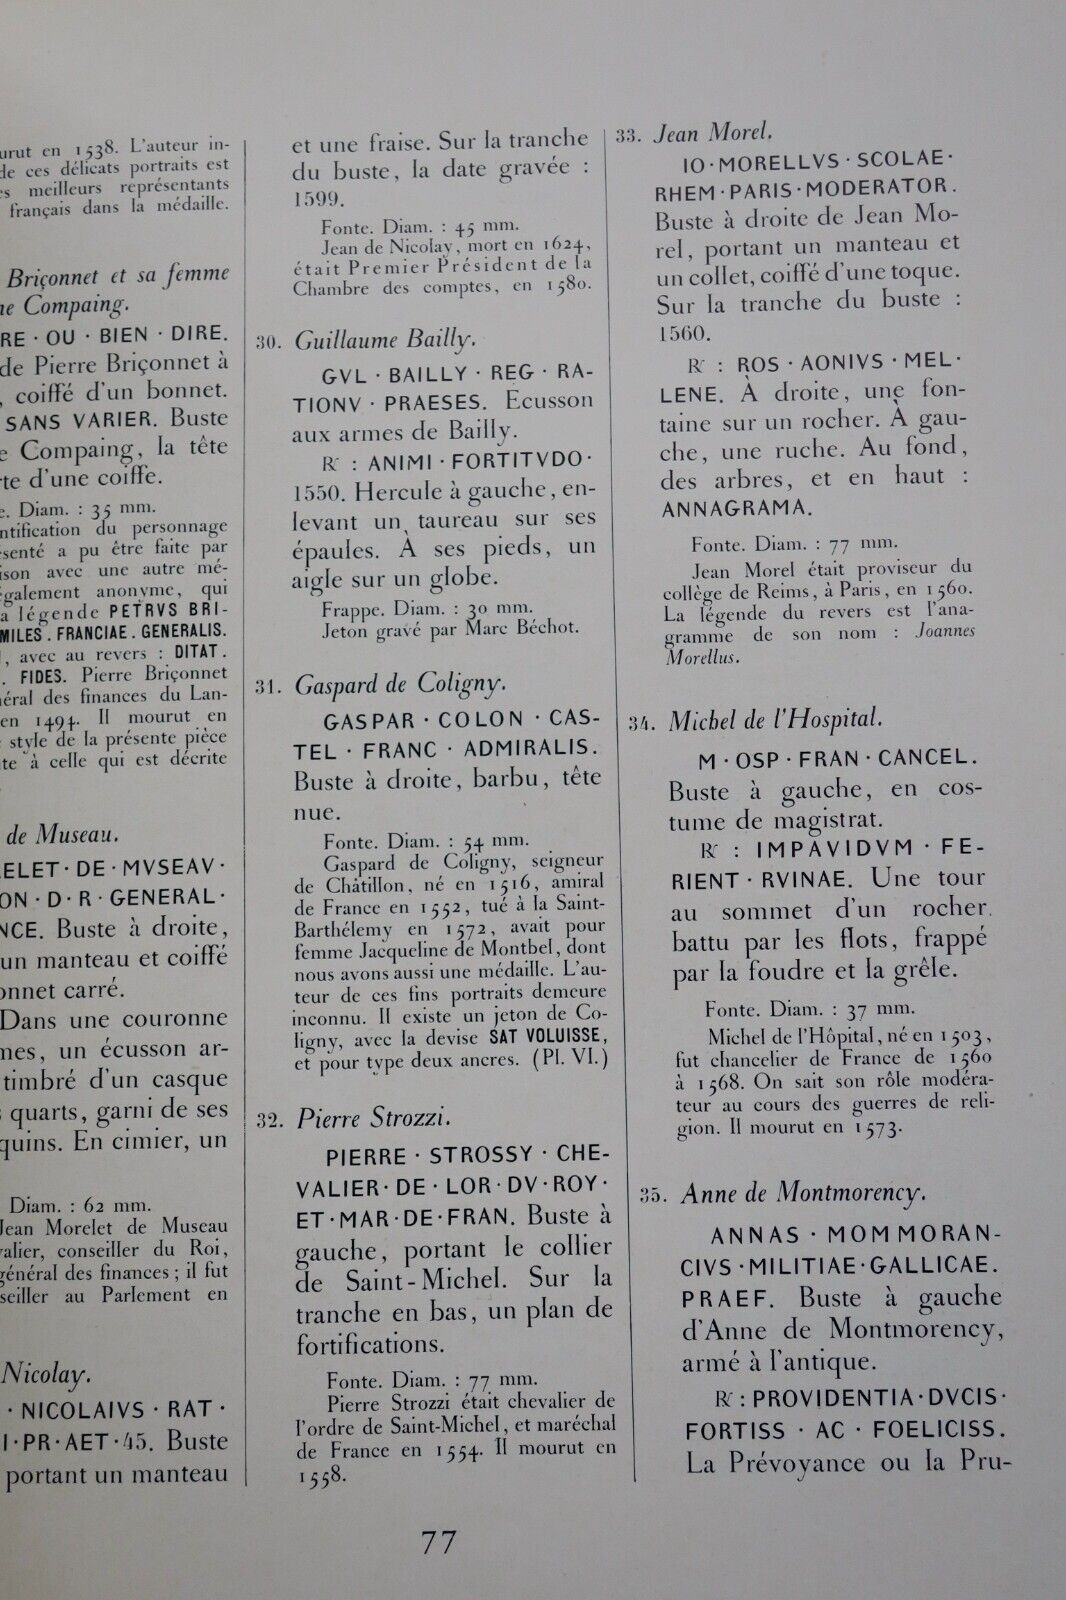 urut en 1538. L'auteur in-
de ces délicats portraits est
s meilleurs représentants
français dans la médaille.
Briçonnet et sa femme
ne Compaing.
RE · OU · BIEN · DIRE.
de Pierre Briçonnet à
, coiffé d'un bonnet.
SANS VARIER. Buste
e Compaing, la tête
rte d'une coiffe.
e. Diam. : 35 mm.
ntification du personnage
senté a pu être faite par
ison avec une autre mé-
également anonyme, qui
a légende PETRVS BRI-
MILES . FRANCIAE . GENERALIS.
, avec au revers : DITAT .
. FIDES. Pierre Briçonnet
néral des finances du Lan-
en 1494. Il mourut en
style de la présente pièce
te à celle qui est décrite
de Museau.
ELET · DE · MVSEAV ·
ON · D · R · GENERAL ·
NCE. Buste à droite,
un manteau et coiffé
onnet carré.
Dans une couronne
mes, un écusson ar-
timbré d'un casque
s quarts, garni de ses
quins. En cimier, un
Diam. : 62 mm.
Jean Morelet de Museau
valier, conseiller du Roi,
général des finances ; il fut
seiller au Parlement en
Nicolay.
· NICOLAIVS · RAT ·
I · PR · AET · 45. Buste
portant un manteau
et une fraise. Sur la tranche
du buste, la date gravée :
1599.
Fonte. Diam. : 45 mm.
Jean de Nicolay, mort en 1624,
était Premier Président de la
Chambre des comptes, en 1580.
30. Guillaume Bailly.
GVL · BAILLY · REG · RA-
TIONV · PRAESES. Ecusson
aux armes de Bailly.
R : ANIMI · FORTITVDO ·
1550. Hercule à gauche, en-
levant un taureau sur ses
épaules. À ses pieds, un
aigle sur un globe.
Frappe. Diam. : 30 mm.
Jeton gravé par Marc Béchot.
31. Gaspard de Coligny.
GASPAR · COLON · CAS-
TEL · FRANC · ADMIRALIS.
Buste à droite, barbu, tête
nue.
Fonte. Diam. : 54 mm.
Gaspard de Coligny, seigneur
de Châtillon, né en 1516, amiral
de France en 1552, tué à la Saint-
Barthélemy en 1572, avait pour
femme Jacqueline de Montbel, dont
nous avons aussi une médaille. L'au-
teur de ces fins portraits demeure
inconnu. Il existe un jeton de Co-
ligny, avec la devise SAT VOLUISSE,
et pour type deux ancres. (Pl. VI.)
32. Pierre Strozzi.
PIERRE · STROSSY · CHE-
VALIER · DE · LOR · DV · ROY ·
ET · MAR · DE · FRAN. Buste à
gauche, portant le collier
de Saint-Michel. Sur la
tranche en bas, un plan de
fortifications.
Fonte. Diam. : 77 mm.
Pierre Strozzi était chevalier de
l'ordre de Saint-Michel, et maréchal
de France en 1554. Il mourut en
1558.
33. Jean Morel.
IO · MORELLVS · SCOLAE ·
RHEM · PARIS · MODERATOR.
Buste à droite de Jean Mo-
rel, portant un manteau et
un collet, coiffé d'une toque.
Sur la tranche du buste :
1560.
R : ROS · AONIVS · MEL ·
LENE. À droite, une fon-
taine sur un rocher. À gau-
che, une ruche. Au fond,
des arbres, et en haut :
ANNAGRAMA.
Fonte. Diam. : 77 mm.
Jean Morel était proviseur du
collège de Reims, à Paris, en 1560.
La légende du revers est l'ana-
gramme de son nom : Joannes
Morellus.
34. Michel de l'Hospital.
M · OSP · FRAN · CANCEL.
Buste à gauche, en cos-
tume de magistrat.
R : IMPAVIDVM · FE-
RIENT · RVINAE. Une tour
au sommet d'un rocher
battu par les flots, frappé
par la foudre et la grêle.
Fonte. Diam. : 37 mm.
Michel de l'Hôpital, né en 1503,
fut chancelier de France de 1560
à 1568. On sait son rôle modéra-
teur au cours des guerres de reli-
gion. Il mourut en 1573.
35. Anne de Montmorency.
ANNAS · MOMMORAN-
CIVS · MILITIAE · GALLICAE.
PRAEF. Buste à gauche
d'Anne de Montmorency,
armé à l'antique.
R : PROVIDENTIA · DVCIS ·
FORTISS · AC · FOELICISS.
La Prévoyance ou la Pru-
77